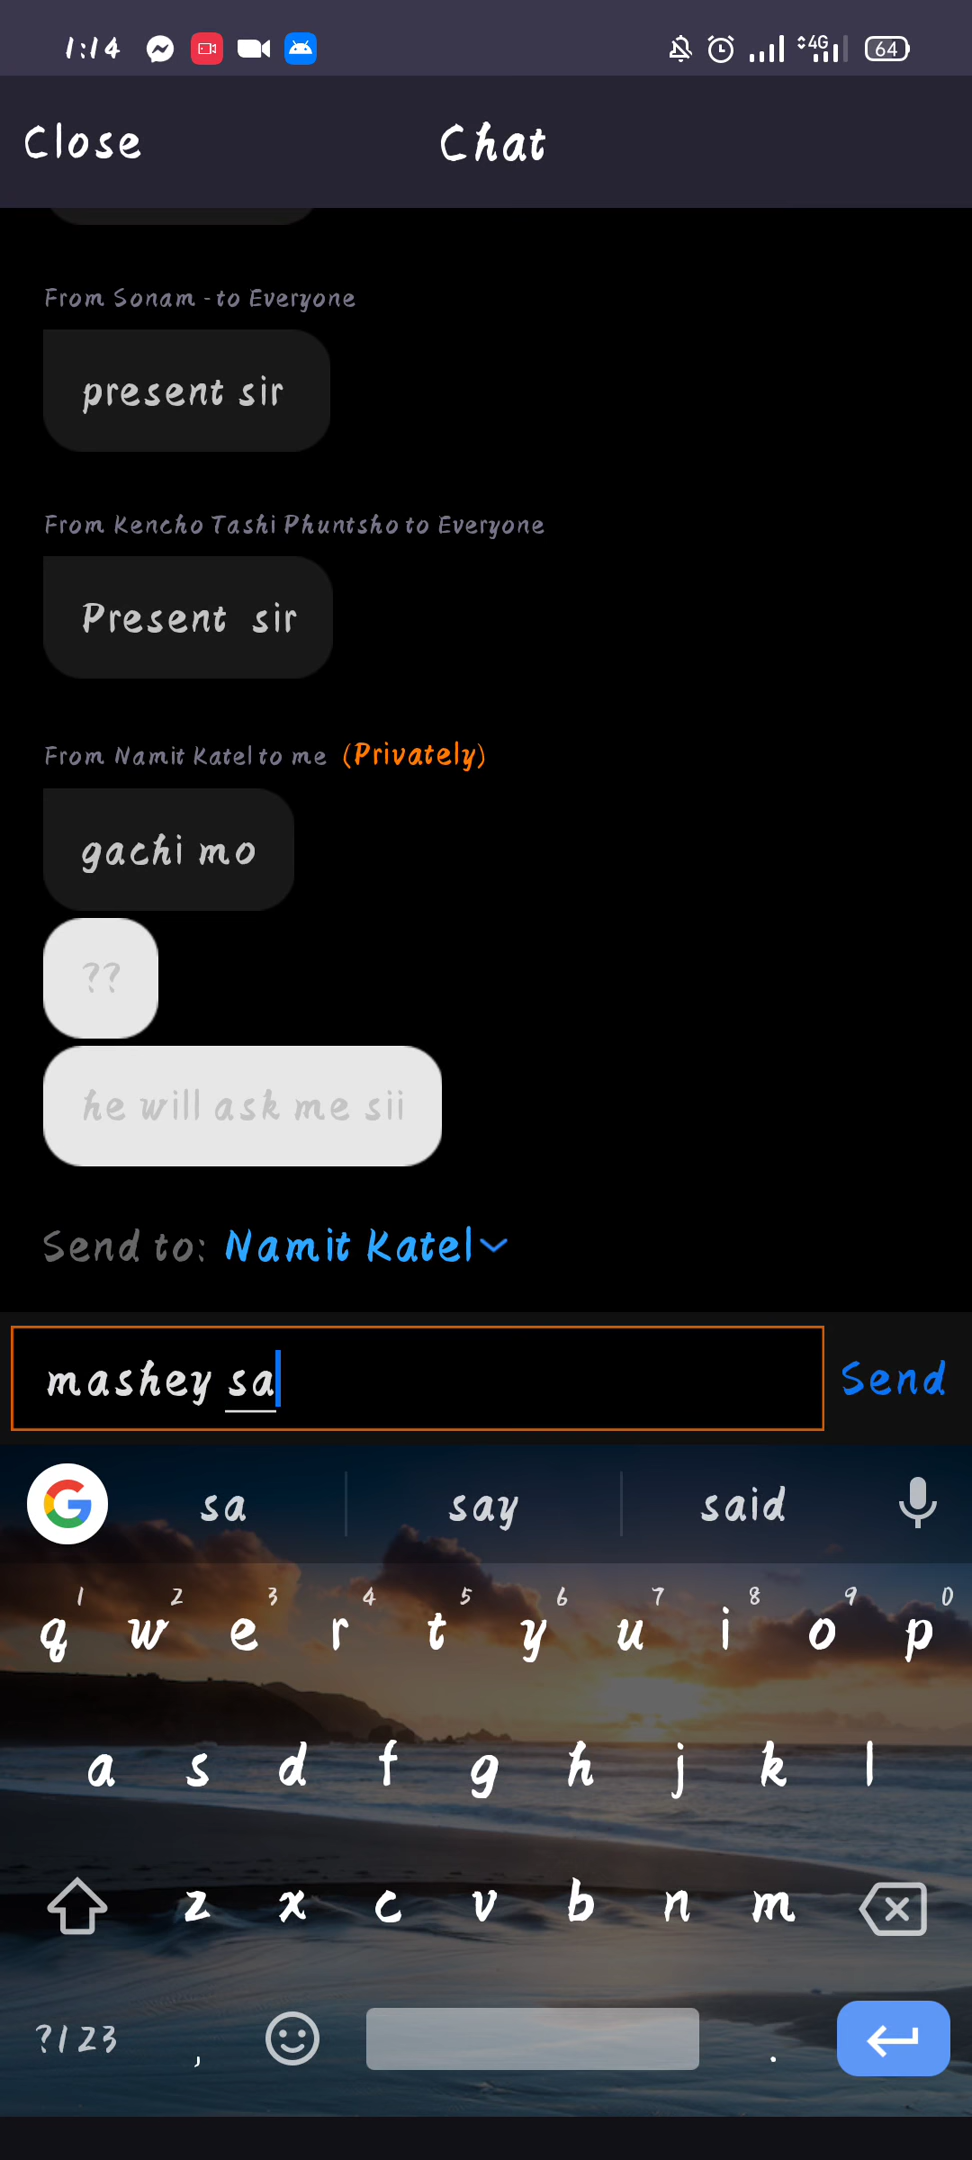 1:14
4G
64
Close
Chat
From Sonam - to Everyone
present sir
From Kencho Tashi Phuntsho to Everyone
Present  sir
From Namit Katel to me (Privately)
gachi mo
??
he will ask me sii
Send to: Namit Katel
mashey sa
Send
G sa say said
1 2 3 4 5 6 7 8 9 0
q w e r t y u i o p
a s d f g h j k l
z x c v b n m
?123 , .